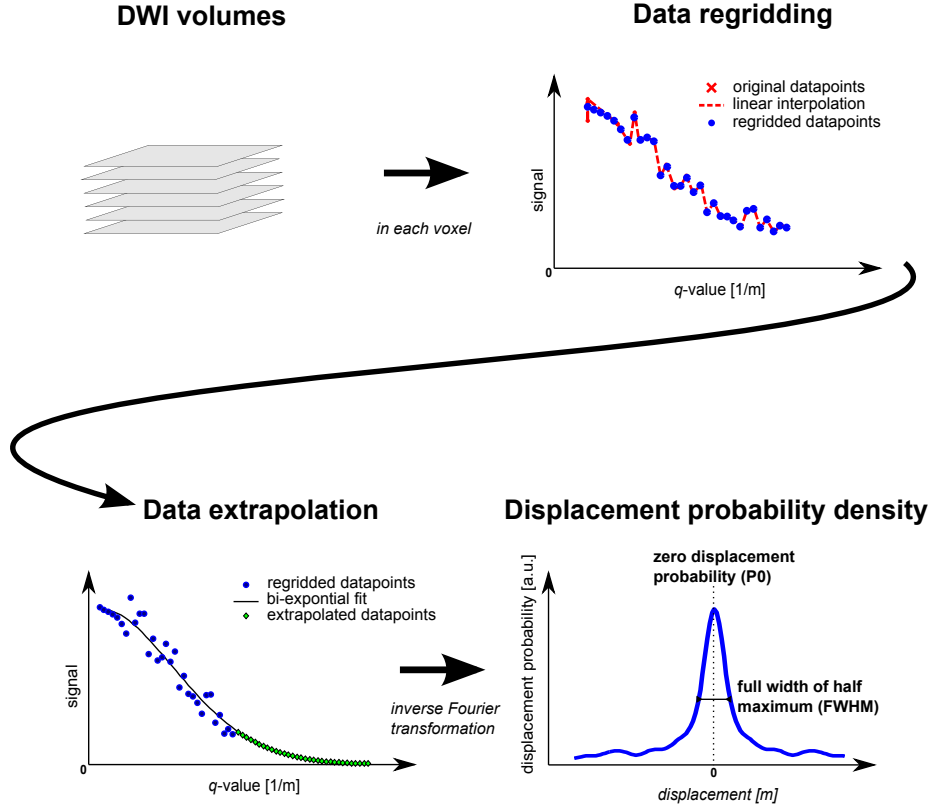 DWI volumes
Data regridding
original datapoints
linear interpolation
regridded datapoints
signal
in each voxel
0
q-value [1/m]
Data extrapolation
Displacement probability density
regridded datapoints
bi-expontial fit
extrapolated datapoints
signal
0
q-value [1/m]
inverse Fourier
transformation
zero displacement
probability (P0)
displacement probability [a.u.]
full width of half
maximum (FWHM)
0
displacement [m]